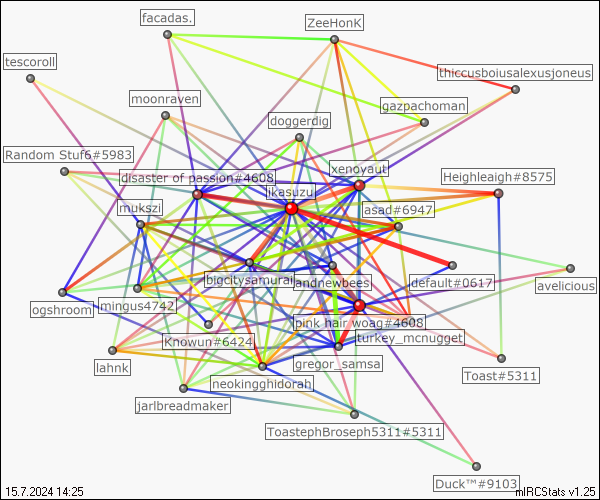 facadas.
ZeeHonK
tescoroll
thiccusboiusalexusjoneus
moonraven
gazpachoman
doggerdig
Random Stuf6#5983
xenovaut
disaster of passion#4608
Heighleaigh#8575
ikasuzu
mukszi
asad#6947
bigcitysamurai
andnewbees
default#0617
avelicious
ogshroom
mingus4742
pink hair woag#4608
Knowun#6424
turkey_mcnugget
lahnk
gregor_samsa
Toast#5311
neokingghidorah
jarlbreadmaker
ToastephBroseph5311#5311
Duck™#9103
15.7.2024 14:25
mIRCStats v1.25